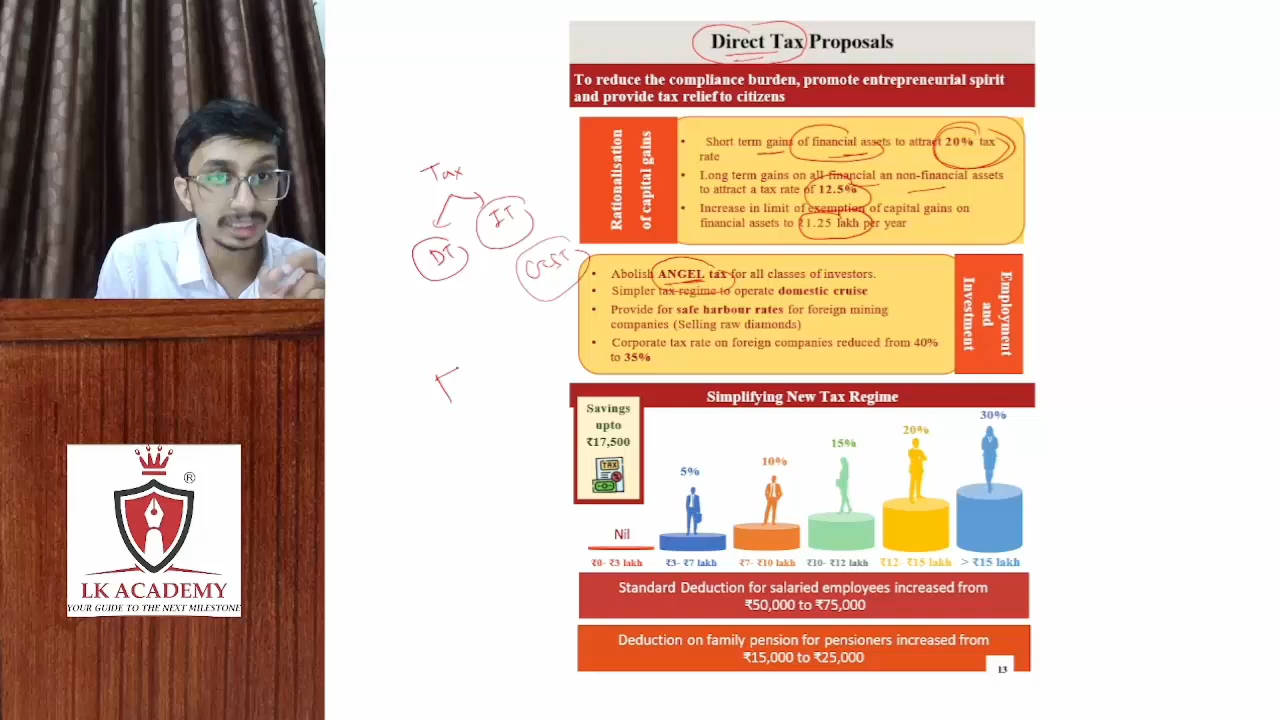 Direct Tax Proposals
To reduce the compliance burden, promote entrepreneurial spirit
and provide tax relief to citizens
Rationalisation
of capital gains
• Short term gains of financial assets to attract 20% tax
rate
• Long term gains on all financial an non-financial assets
to attract a tax rate of 12.5%
• Increase in limit of exemption of capital gains on
financial assets to ₹1.25 lakh per year
Tax
DT
IT
GST
• Abolish ANGEL tax for all classes of investors.
• Simpler tax regime to operate domestic cruise
• Provide for safe harbour rates for foreign mining
companies (Selling raw diamonds)
• Corporate tax rate on foreign companies reduced from 40%
to 35%
Employment
and
Investment
Simplifying New Tax Regime
Savings
upto
₹17,500
TAX
Nil
5%
10%
15%
20%
30%
₹0- ₹3 lakh
₹3- ₹7 lakh
₹7- ₹10 lakh
₹10- ₹12 lakh
₹12- ₹15 lakh
> ₹15 lakh
Standard Deduction for salaried employees increased from
₹50,000 to ₹75,000
Deduction on family pension for pensioners increased from
₹15,000 to ₹25,000
13
®
LK ACADEMY
YOUR GUIDE TO THE NEXT MILESTONE